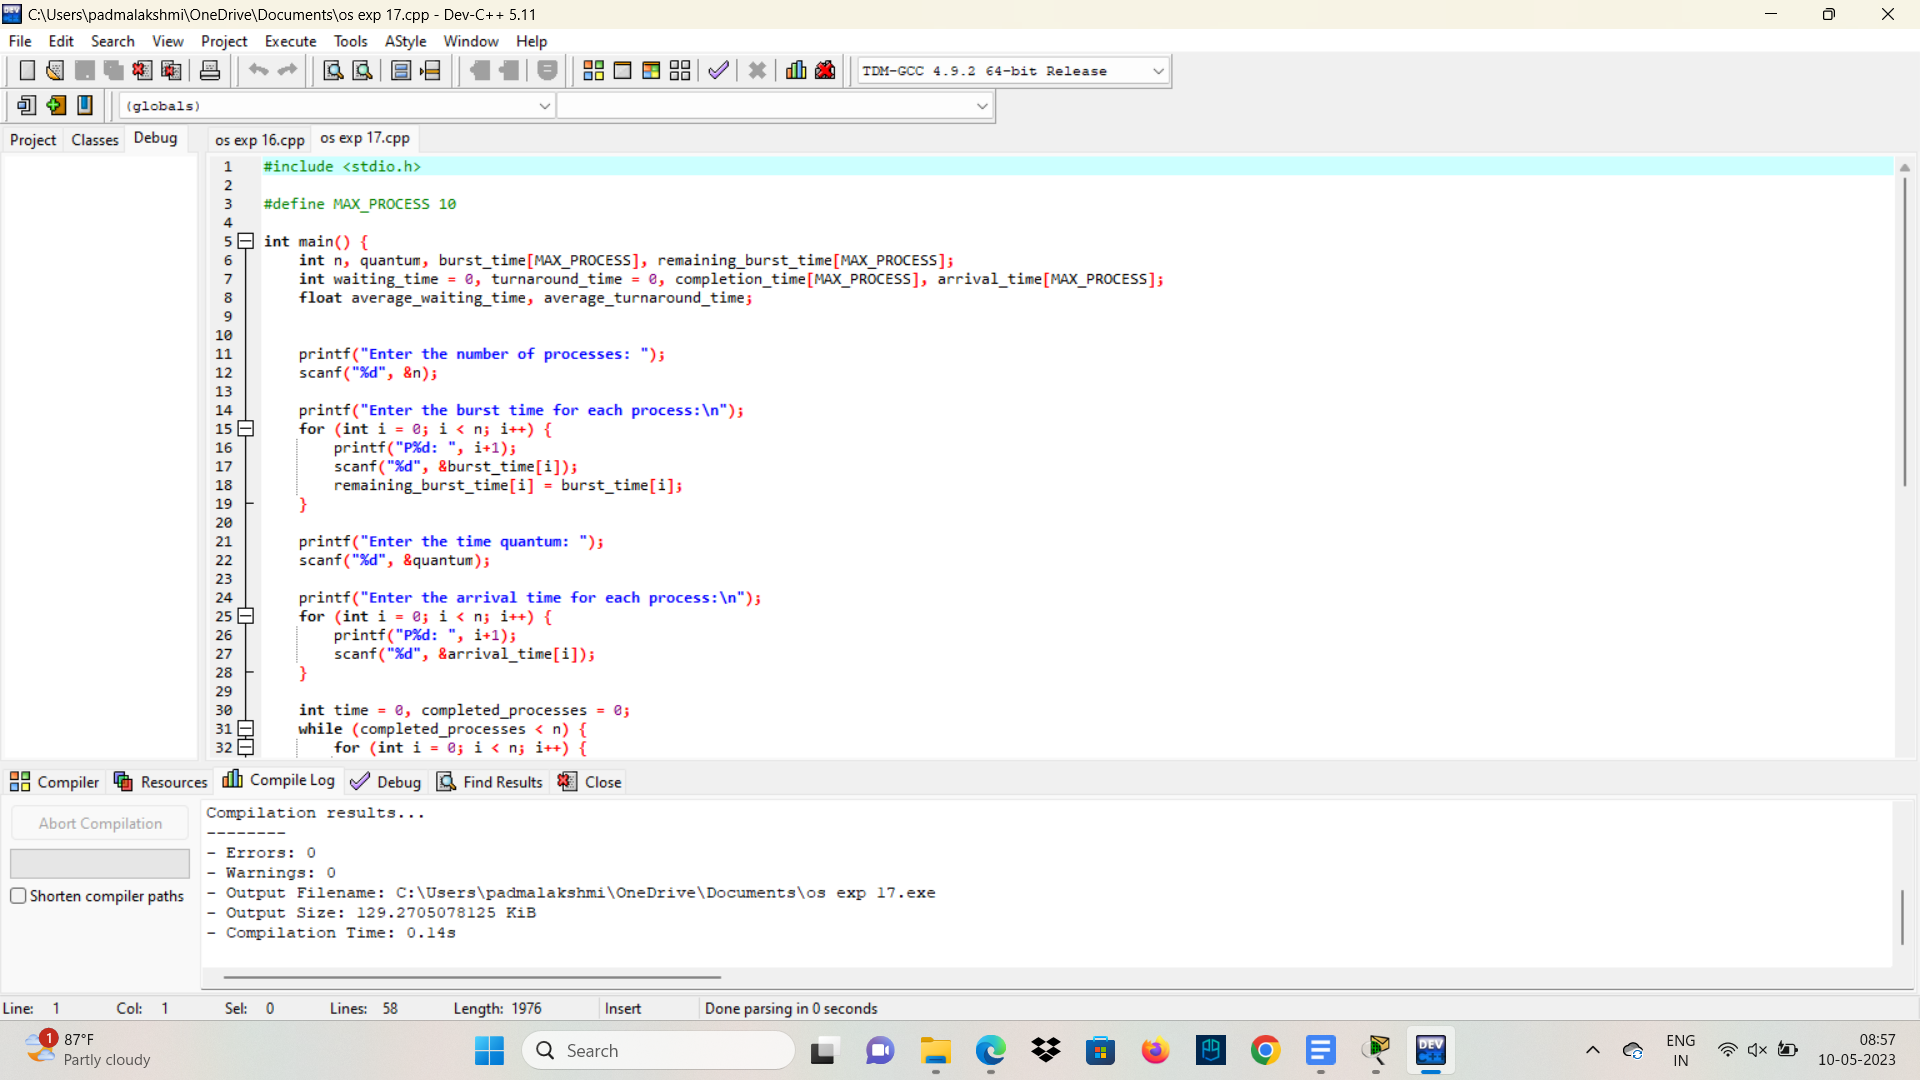 C:\Users\padmalakshmi\OneDrive\Documents\os exp 17.cpp - Dev-C++ 5.11
File Edit Search View Project Execute Tools AStyle Window Help
TDM-GCC 4.9.2 64-bit Release
(globals)
Project Classes Debug os exp 16.cpp os exp 17.cpp
1 #include <stdio.h>
2
3 #define MAX_PROCESS 10
4
5 int main() {
6 int n, quantum, burst_time[MAX_PROCESS], remaining_burst_time[MAX_PROCESS];
7 int waiting_time = 0, turnaround_time = 0, completion_time[MAX_PROCESS], arrival_time[MAX_PROCESS];
8 float average_waiting_time, average_turnaround_time;
9
10
11 printf("Enter the number of processes: ");
12 scanf("%d", &n);
13
14 printf("Enter the burst time for each process:\n");
15 for (int i = 0; i < n; i++) {
16 printf("P%d: ", i+1);
17 scanf("%d", &burst_time[i]);
18 remaining_burst_time[i] = burst_time[i];
19 }
20
21 printf("Enter the time quantum: ");
22 scanf("%d", &quantum);
23
24 printf("Enter the arrival time for each process:\n");
25 for (int i = 0; i < n; i++) {
26 printf("P%d: ", i+1);
27 scanf("%d", &arrival_time[i]);
28 }
29
30 int time = 0, completed_processes = 0;
31 while (completed_processes < n) {
32 for (int i = 0; i < n; i++) {
Compiler Resources Compile Log Debug Find Results Close
Abort Compilation
Shorten compiler paths
Compilation results...
--------
- Errors: 0
- Warnings: 0
- Output Filename: C:\Users\padmalakshmi\OneDrive\Documents\os exp 17.exe
- Output Size: 129.2705078125 KiB
- Compilation Time: 0.14s
Line: 1 Col: 1 Sel: 0 Lines: 58 Length: 1976 Insert Done parsing in 0 seconds
1
87°F
Partly cloudy
Search
DEV C++
ENG
IN
08:57
10-05-2023